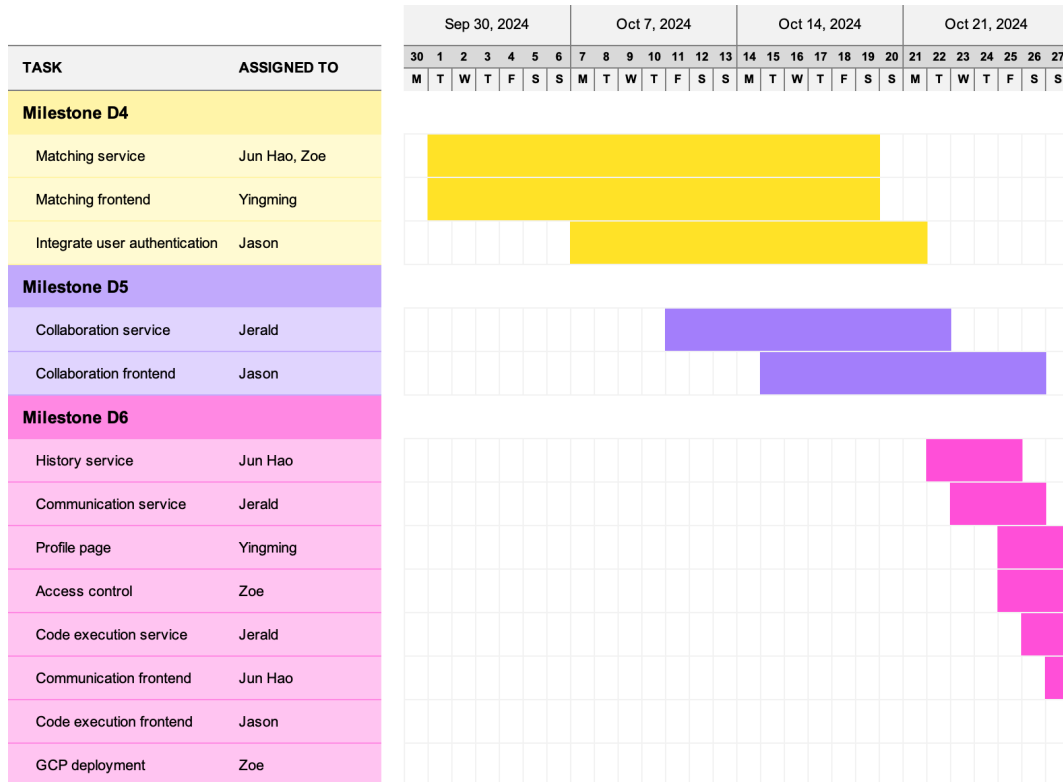 Sep 30, 2024 Oct 7, 2024 Oct 14, 2024 Oct 21, 2024
TASK ASSIGNED TO 30 1 2 3 4 5 6 7 8 9 10 11 12 13 14 15 16 17 18 19 20 21 22 23 24 25 26 27
M T W T F S S M T W T F S S M T W T F S S M T W T F S S
Milestone D4
Matching service Jun Hao, Zoe
Matching frontend Yingming
Integrate user authentication Jason
Milestone D5
Collaboration service Jerald
Collaboration frontend Jason
Milestone D6
History service Jun Hao
Communication service Jerald
Profile page Yingming
Access control Zoe
Code execution service Jerald
Communication frontend Jun Hao
Code execution frontend Jason
GCP deployment Zoe